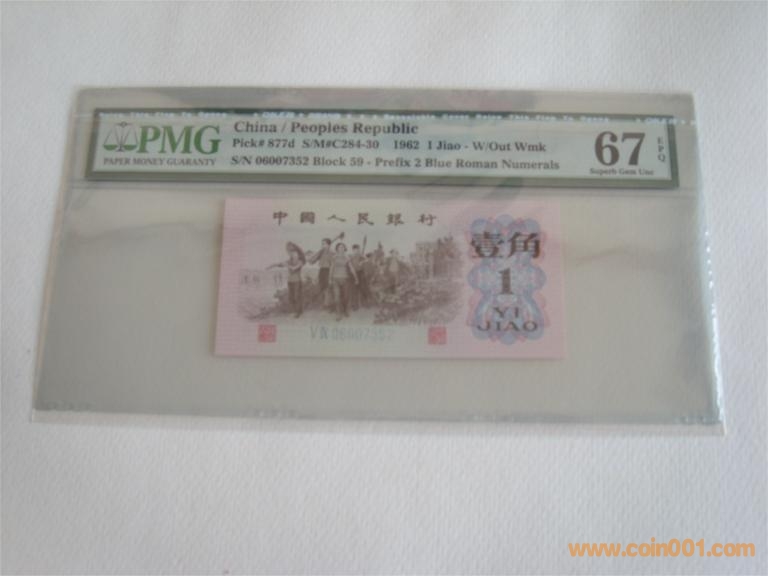 PMG
PAPER MONEY GUARANTY
China / Peoples Republic
Pick# 877d S/M#C284-30 1962 1 Jiao - W/Out Wmk
S/N 06007352 Block 59 - Prefix 2 Blue Roman Numerals
67
EPQ
Superb Gem Unc
中國人民銀行
壹角
1
YI
JIAO
06007352
www.coin001.com